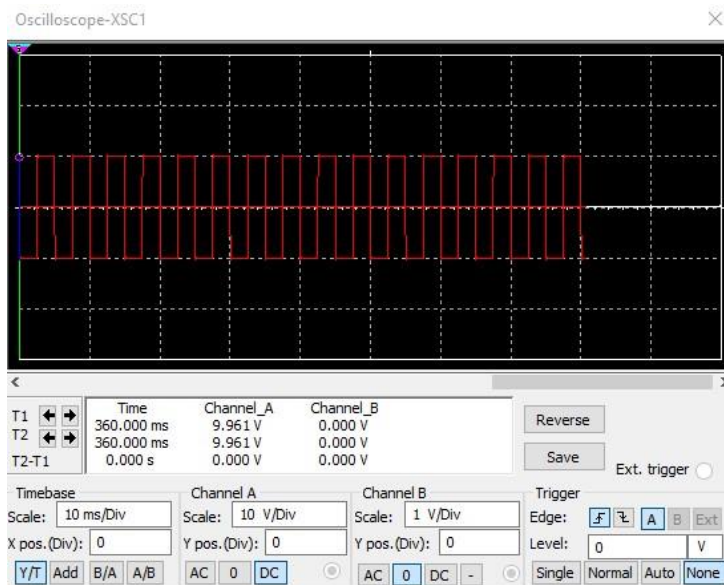 Oscilloscope-XSC1
T1
T2
T2-T1
Time Channel_A Channel_B
360.000 ms 9.961 V 0.000 V
360.000 ms 9.961 V 0.000 V
0.000 s 0.000 V 0.000 V
Reverse
Save
Ext. trigger
Timebase
Scale: 10 ms/Div
X pos.(Div): 0
Y/T Add B/A A/B
Channel A
Scale: 10 V/Div
Y pos.(Div): 0
AC 0 DC
Channel B
Scale: 1 V/Div
Y pos.(Div): 0
AC 0 DC -
Trigger
Edge: A B Ext
Level: 0 V
Single Normal Auto None